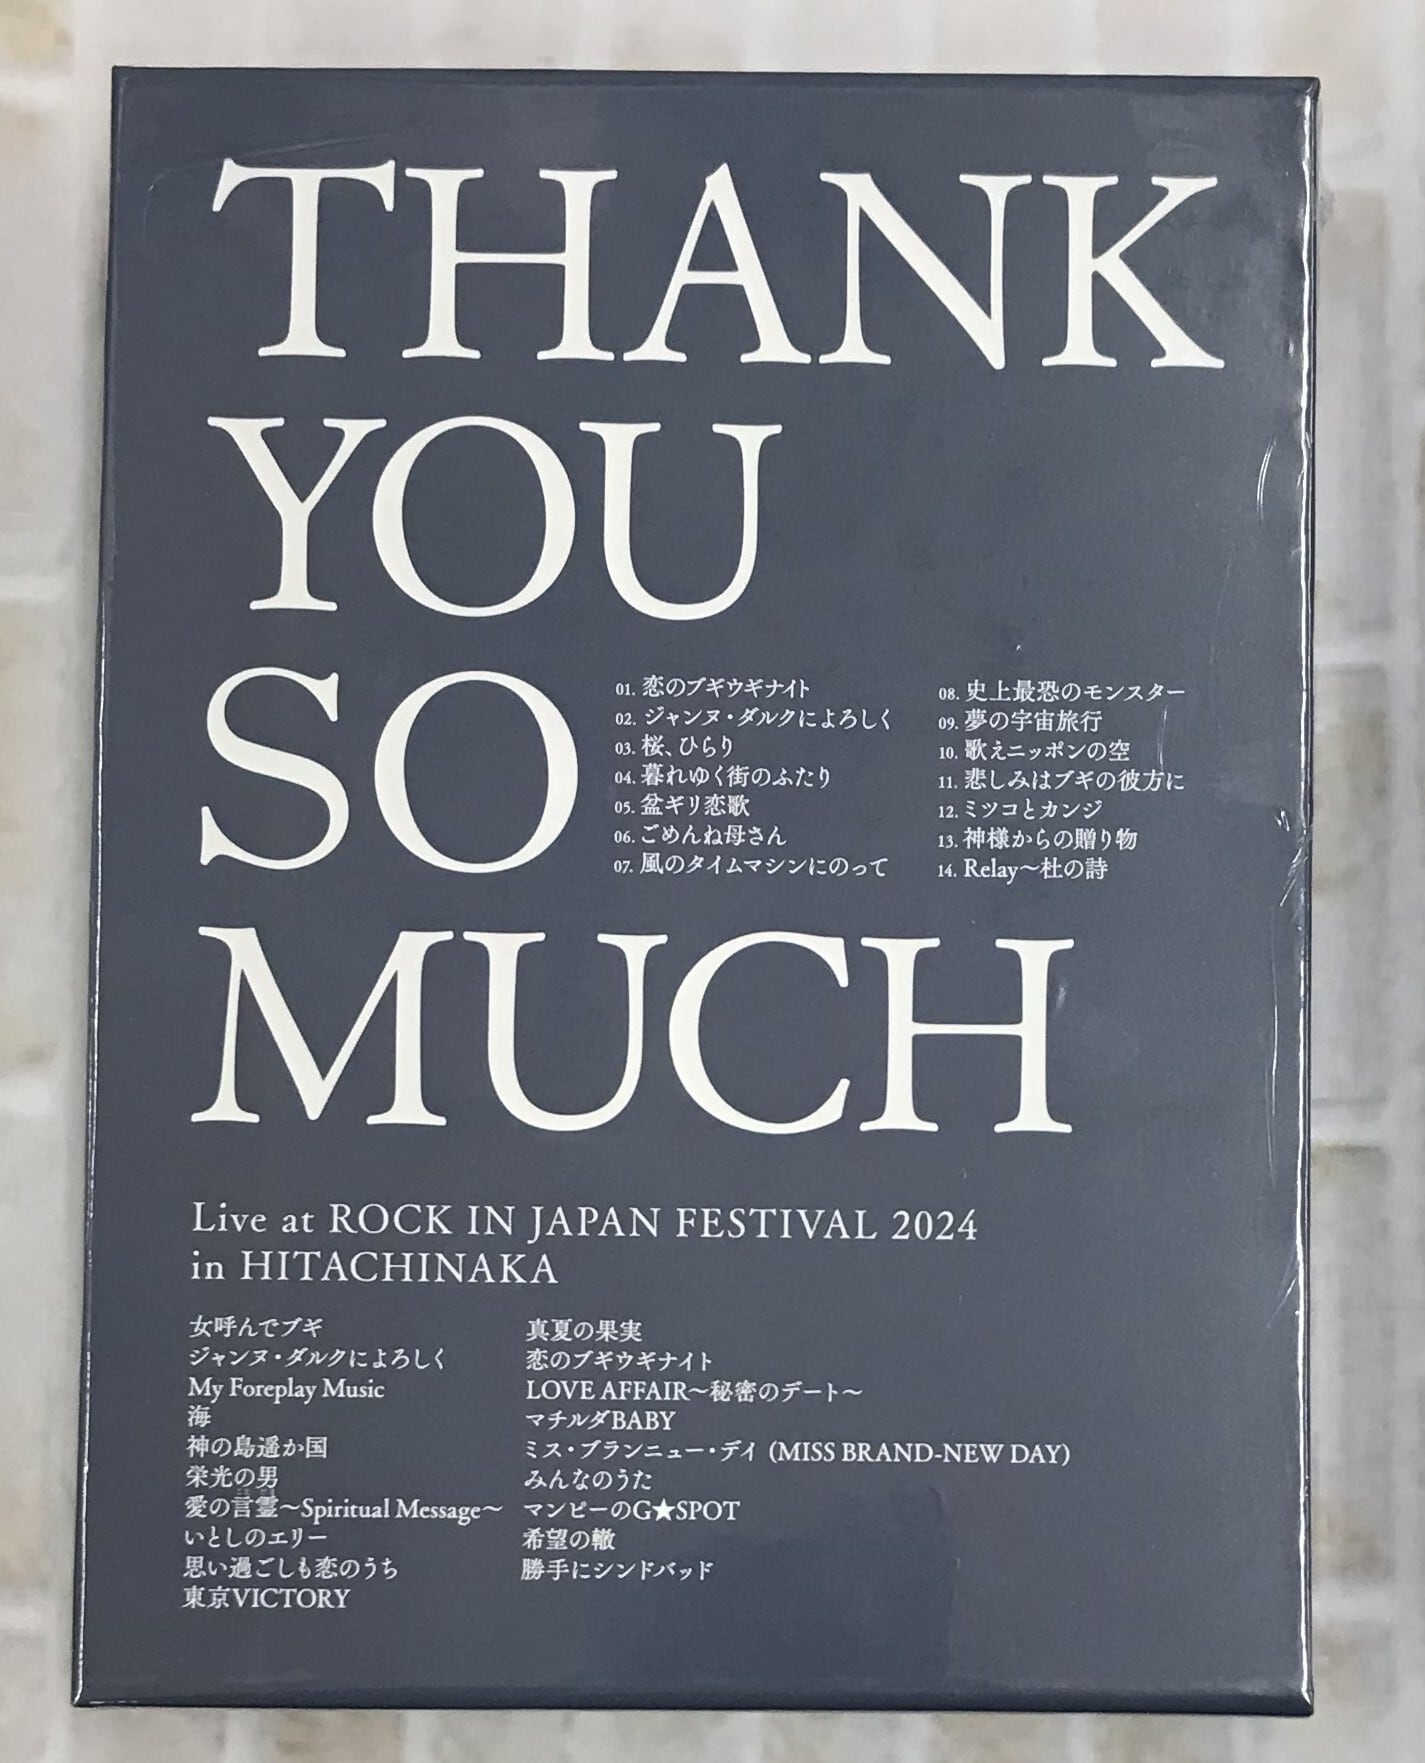 THANK
YOU
SO
01. 恋のブギウギナイト
02. ジャンヌ・ダルクによろしく
03. 桜、ひらり
04. 暮れゆく街のふたり
05. 盆ギリ恋歌
06. ごめんね母さん
07. 風のタイムマシンにのって
08. 史上最恐のモンスター
09. 夢の宇宙旅行
10. 歌えニッポンの空
11. 悲しみはブギの彼方に
12. ミツコとカンジ
13. 神様からの贈り物
14. Relay〜杜の詩
MUCH
Live at ROCK IN JAPAN FESTIVAL 2024
in HITACHINAKA
女呼んでブギ
ジャンヌ・ダルクによろしく
My Foreplay Music
海
神の島遥か国
栄光の男
愛の言霊〜Spiritual Message〜
いとしのエリー
思い過ごしも恋のうち
東京VICTORY
真夏の果実
恋のブギウギナイト
LOVE AFFAIR〜秘密のデート〜
マチルダBABY
ミス・ブランニュー・デイ (MISS BRAND-NEW DAY)
みんなのうた
マンピーのG★SPOT
希望の轍
勝手にシンドバッド